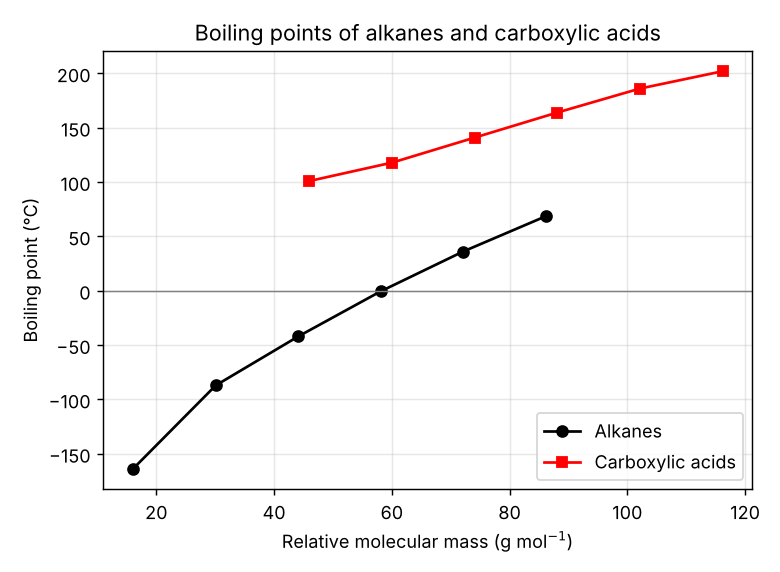 Boiling points of alkanes and carboxylic acids
Boiling point (°C)
200
150
100
50
0
−50
−100
−150
20 40 60 80 100 120
Relative molecular mass (g mol⁻¹)
Alkanes
Carboxylic acids